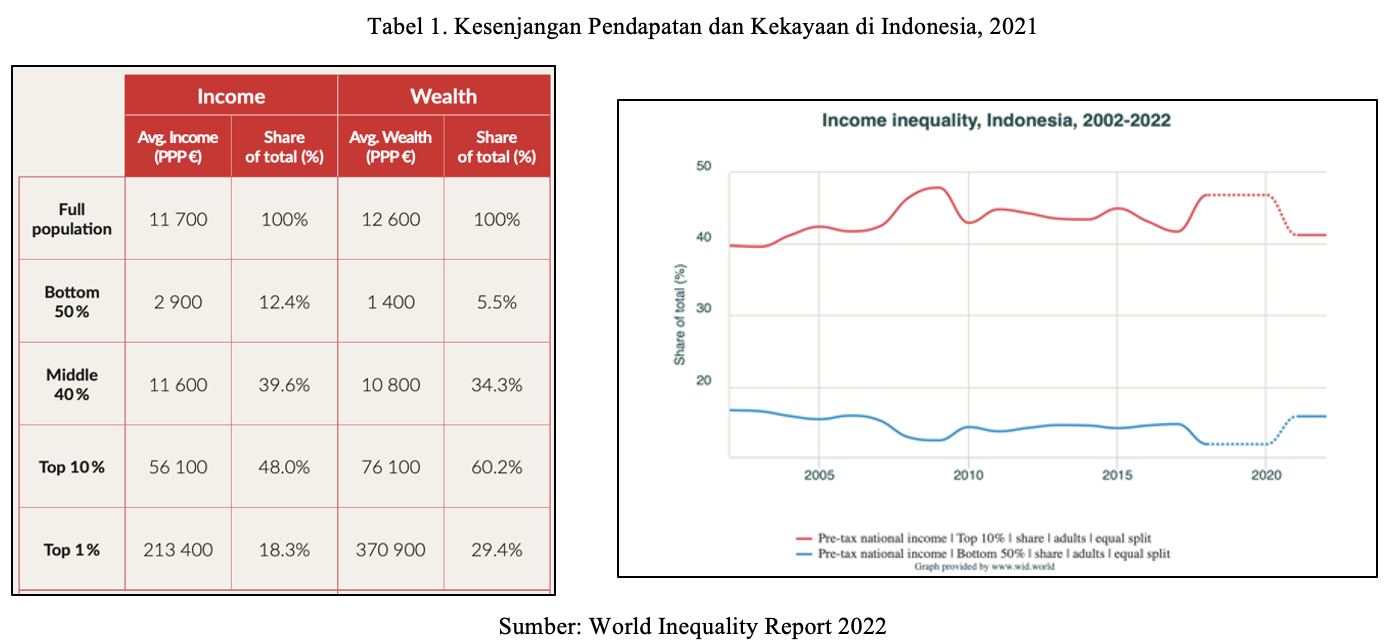 Tabel 1. Kesenjangan Pendapatan dan Kekayaan di Indonesia, 2021
Income Wealth
Avg. Income (PPP €) Share of total (%) Avg. Wealth (PPP €) Share of total (%)
Full population 11 700 100% 12 600 100%
Bottom 50% 2 900 12.4% 1 400 5.5%
Middle 40% 11 600 39.6% 10 800 34.3%
Top 10% 56 100 48.0% 76 100 60.2%
Top 1% 213 400 18.3% 370 900 29.4%
Income inequality, Indonesia, 2002-2022
Share of total (%)
50
40
30
20
2005 2010 2015 2020
Pre-tax national income | Top 10% | share | adults | equal split
Pre-tax national income | Bottom 50% | share | adults | equal split
Graph provided by www.wid.world
Sumber: World Inequality Report 2022